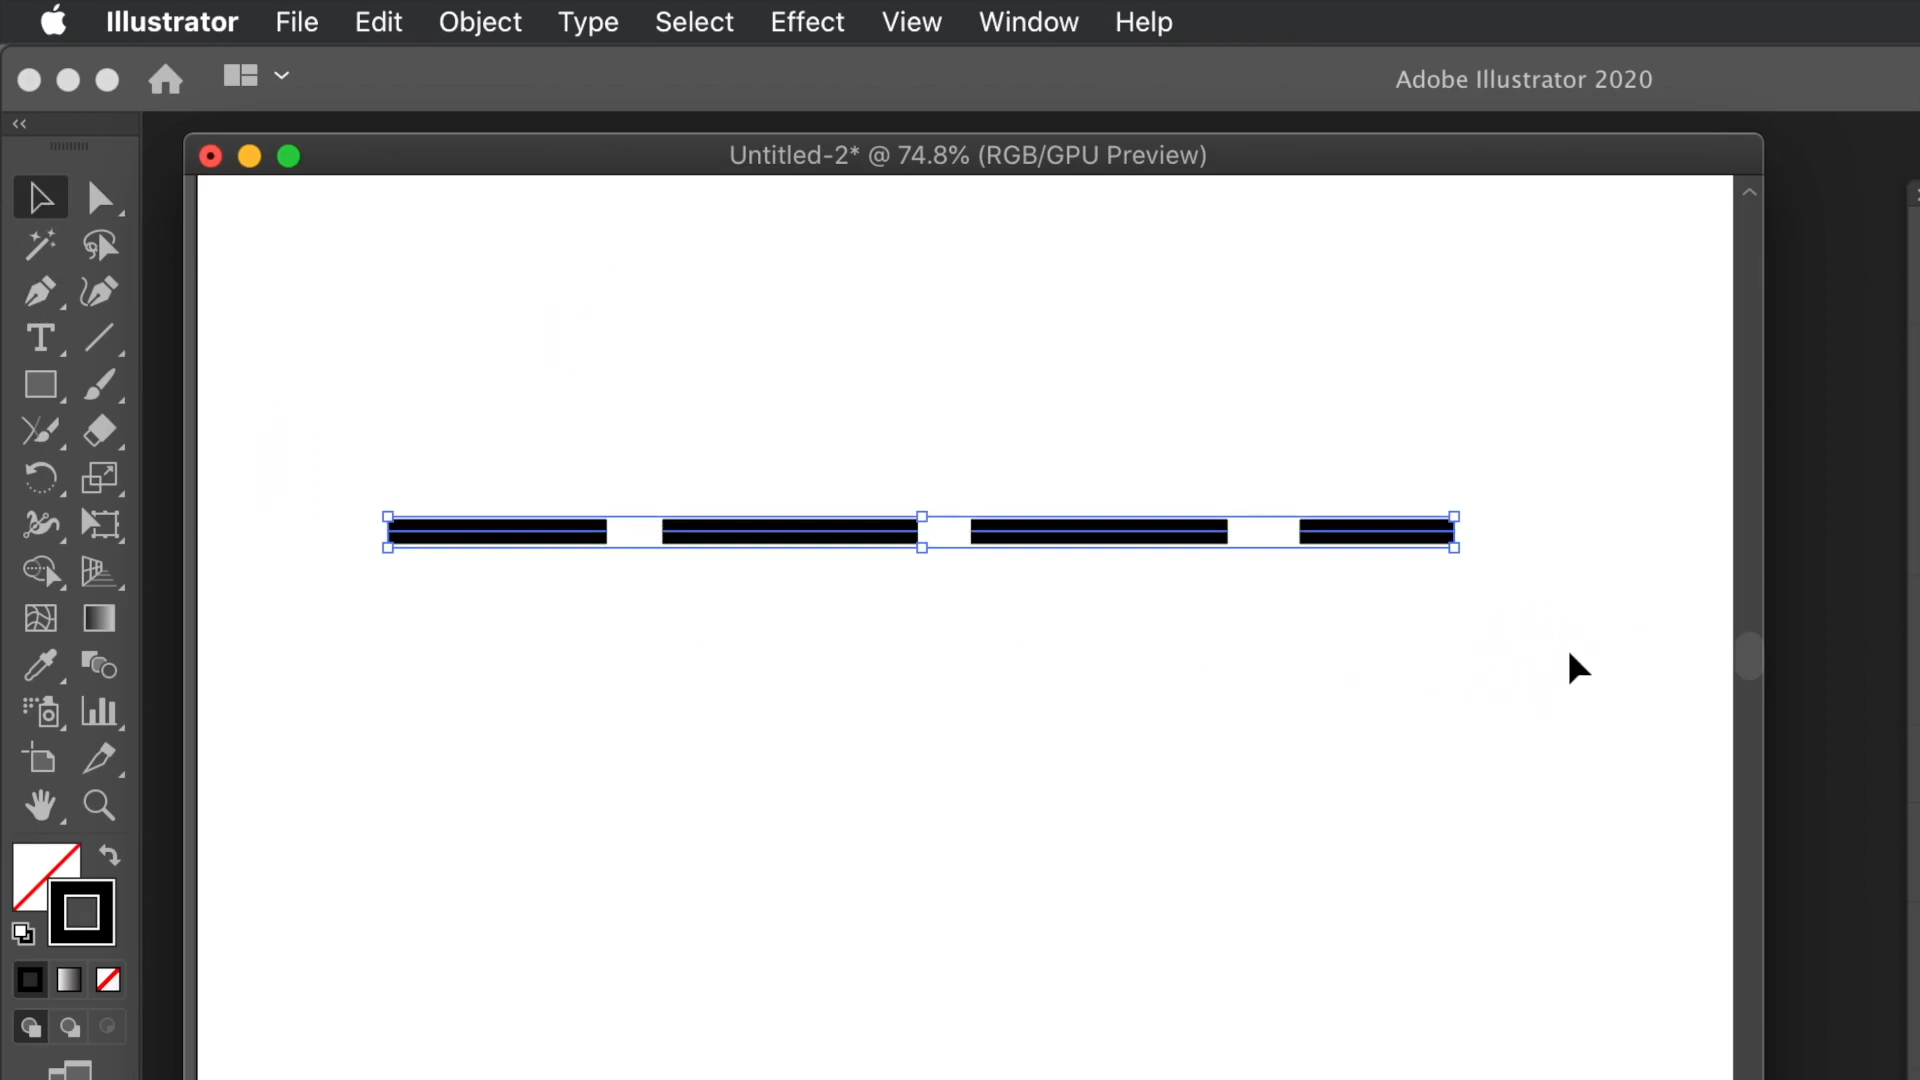 Illustrator File Edit Object Type Select Effect View Window Help
Adobe Illustrator 2020
Untitled-2* @ 74.8% (RGB/GPU Preview)